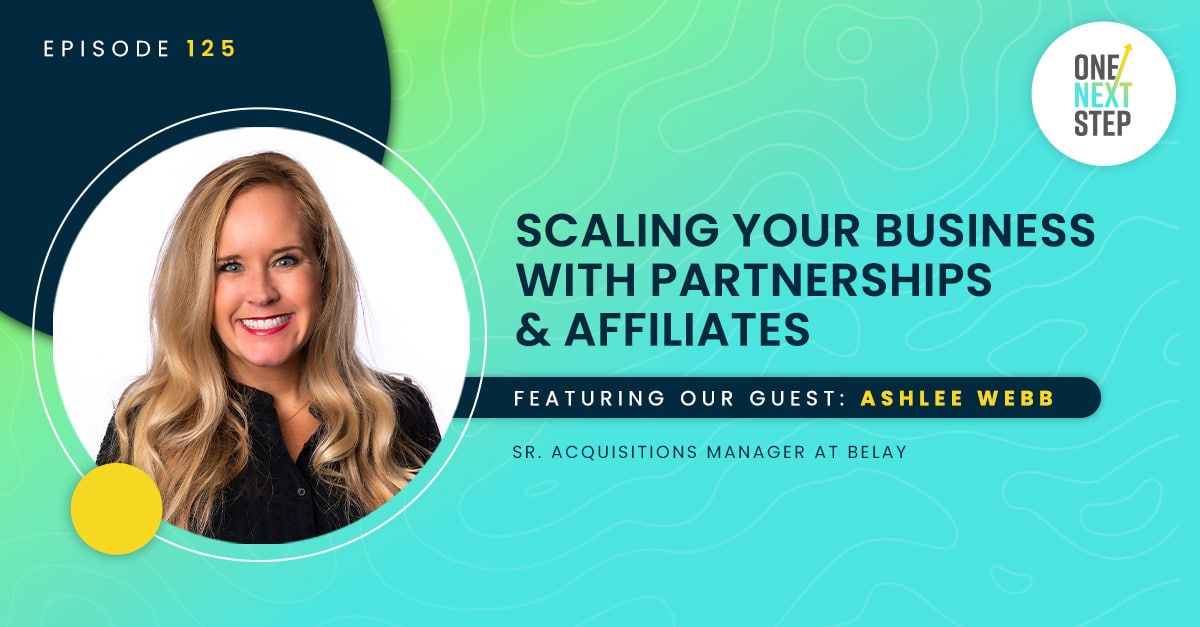 EPISODE 125
ONE
NEXT
STEP
SCALING YOUR BUSINESS
WITH PARTNERSHIPS
& AFFILIATES
FEATURING OUR GUEST: ASHLEE WEBB
SR. ACQUISITIONS MANAGER AT BELAY